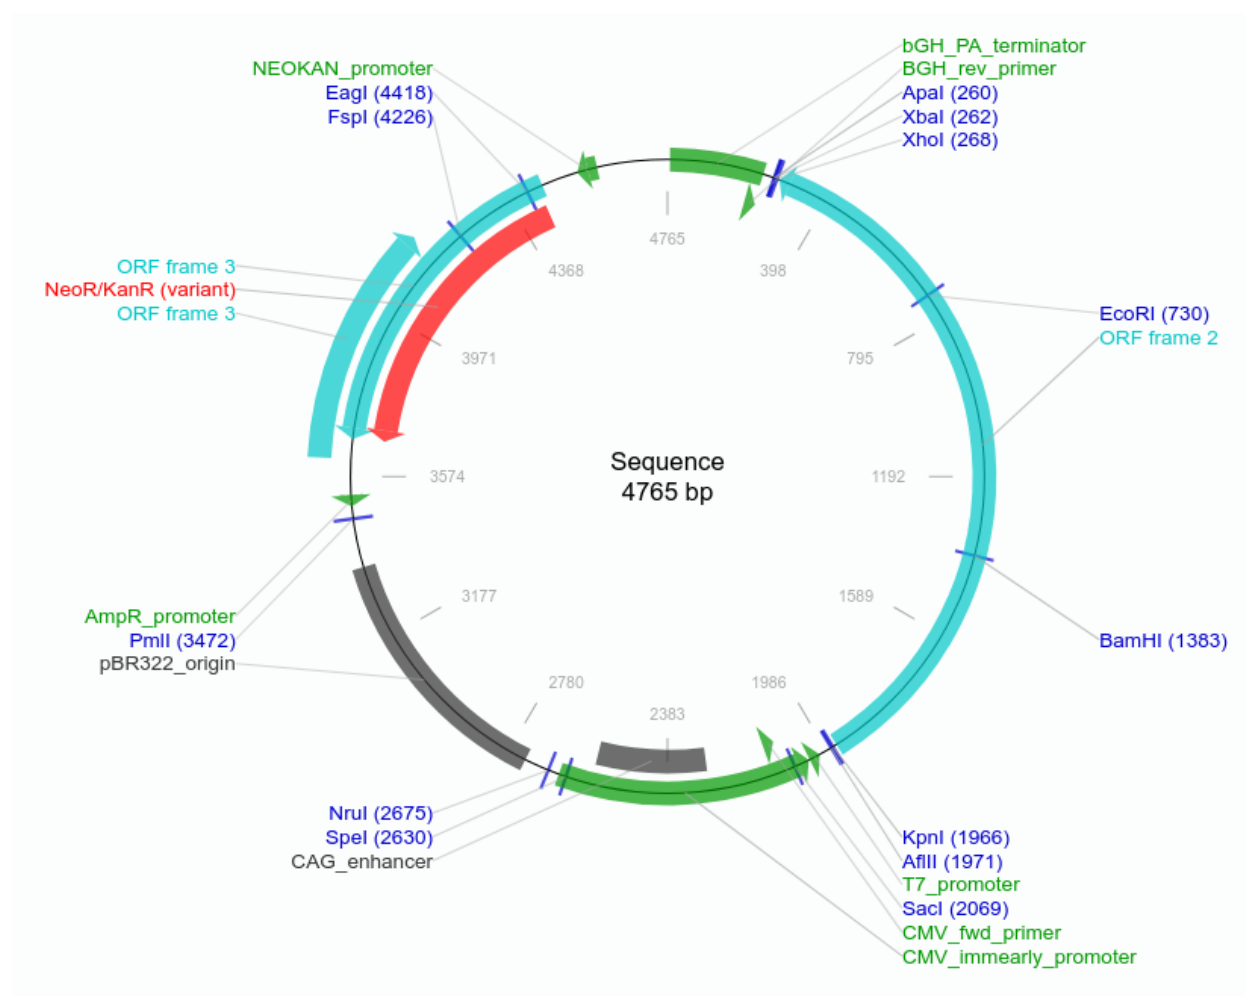 bGH_PA_terminator
NEOKAN_promoter
BGH_rev_primer
EagI (4418)
ApaI (260)
FspI (4226)
XbaI (262)
XhoI (268)
4765
4368
398
ORF frame 3
NeoR/KanR (variant)
ORF frame 3
EcoRI (730)
ORF frame 2
3971
795
Sequence
4765 bp
3574
1192
3177
1589
AmpR_promoter
PmlI (3472)
pBR322_origin
BamHI (1383)
2780
1986
2383
NruI (2675)
SpeI (2630)
CAG_enhancer
KpnI (1966)
AflII (1971)
T7_promoter
SacI (2069)
CMV_fwd_primer
CMV_immearly_promoter